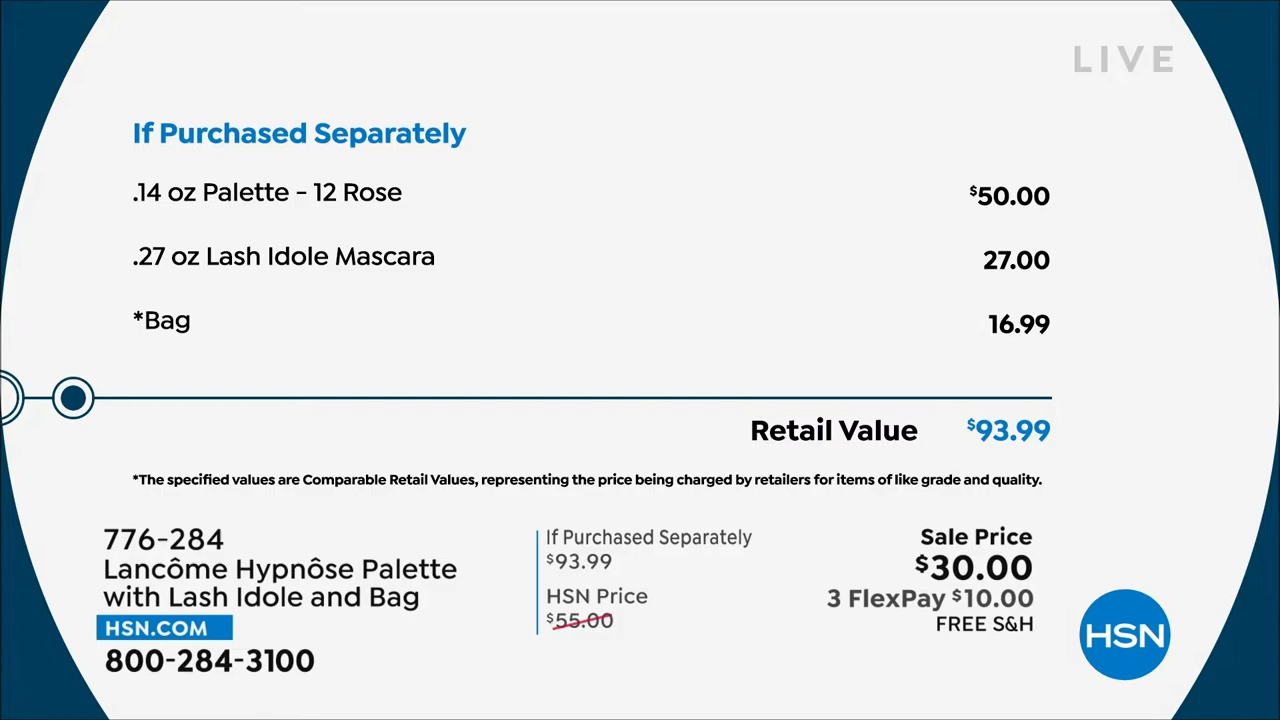 LIVE
If Purchased Separately
.14 oz Palette - 12 Rose $50.00
.27 oz Lash Idole Mascara 27.00
*Bag 16.99
Retail Value $93.99
*The specified values are Comparable Retail Values, representing the price being charged by retailers for items of like grade and quality.
776-284
Lancôme Hypnôse Palette
with Lash Idole and Bag
HSN.COM
800-284-3100
If Purchased Separately
$93.99
HSN Price
$55.00
Sale Price
$30.00
3 FlexPay $10.00
FREE S&H
HSN